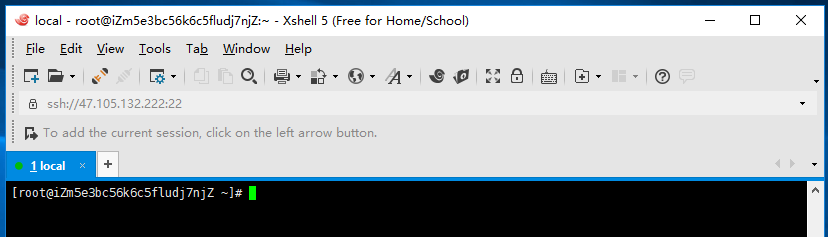 local - root@iZm5e3bc56k6c5fludj7njZ:~ - Xshell 5 (Free for Home/School)
File Edit View Tools Tab Window Help
ssh://47.105.132.222:22
To add the current session, click on the left arrow button.
1 local
[root@iZm5e3bc56k6c5fludj7njZ ~]#